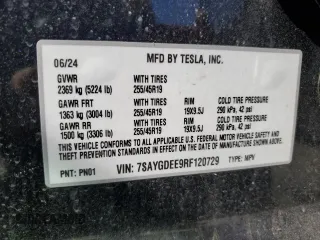 06/24 MFD BY TESLA, INC.
GVWR WITH TIRES
2369 kg (5224 lb) 255/45R19
GAWR FRT WITH TIRES RIM COLD TIRE PRESSURE
1363 kg (3004 lb) 255/45R19 19X9.5J 290 kPa, 42 psi
GAWR RR WITH TIRES RIM COLD TIRE PRESSURE
1500 kg (3306 lb) 255/45R19 19X9.5J 290 kPa, 42 psi
THIS VEHICLE CONFORMS TO ALL APPLICABLE U.S. FEDERAL MOTOR VEHICLE SAFETY AND
THEFT PREVENTION STANDARDS IN EFFECT ON THE DATE OF MANUFACTURE SHOWN ABOVE.
PNT: PN01 VIN: 7SAYGDEE9RF120729 TYPE: MPV